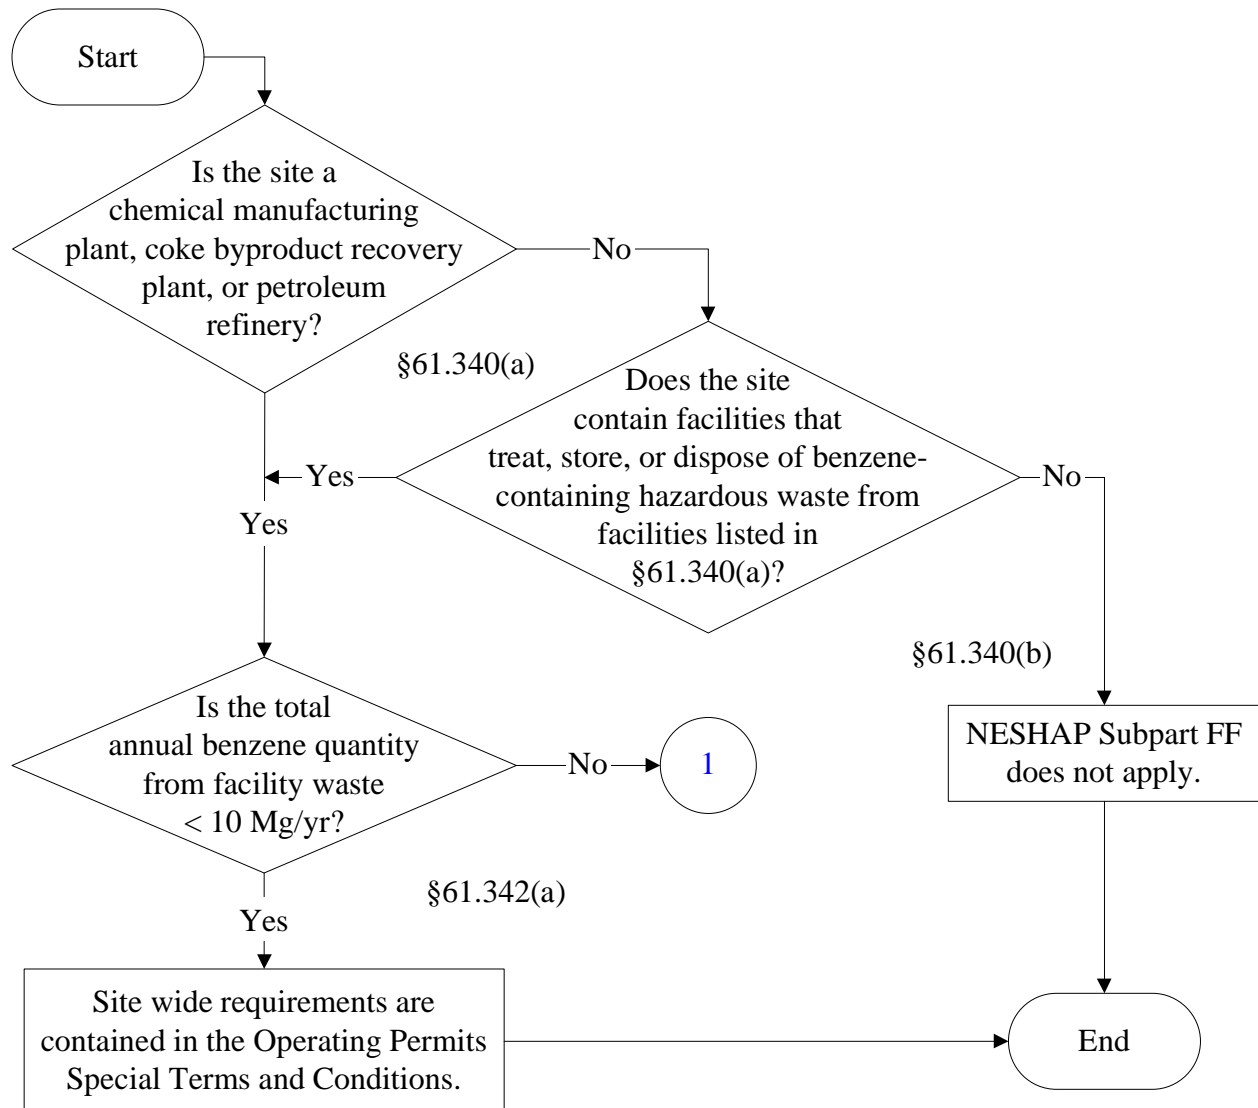 Start
Is the site a
chemical manufacturing
plant, coke byproduct recovery
plant, or petroleum
refinery?
No
§61.340(a)
Does the site
contain facilities that
treat, store, or dispose of benzene-
containing hazardous waste from
facilities listed in
§61.340(a)?
Yes
No
Yes
§61.340(b)
Is the total
annual benzene quantity
from facility waste
< 10 Mg/yr?
No
1
NESHAP Subpart FF
does not apply.
§61.342(a)
Yes
Site wide requirements are
contained in the Operating Permits
Special Terms and Conditions.
End